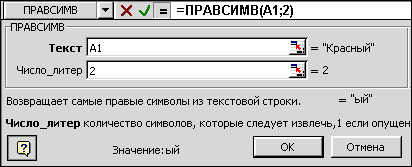 ПРАВСИМВ =ПРАВСИМВ(A1;2)
ПРАВСИМВ
Текст A1 = "Красный"
Число_литер 2 = 2
= "ый"
Возвращает самые правые символы из текстовой строки.
Число_литер количество символов, которые следует извлечь,1 если опущен
Значение:ый OK Отмена